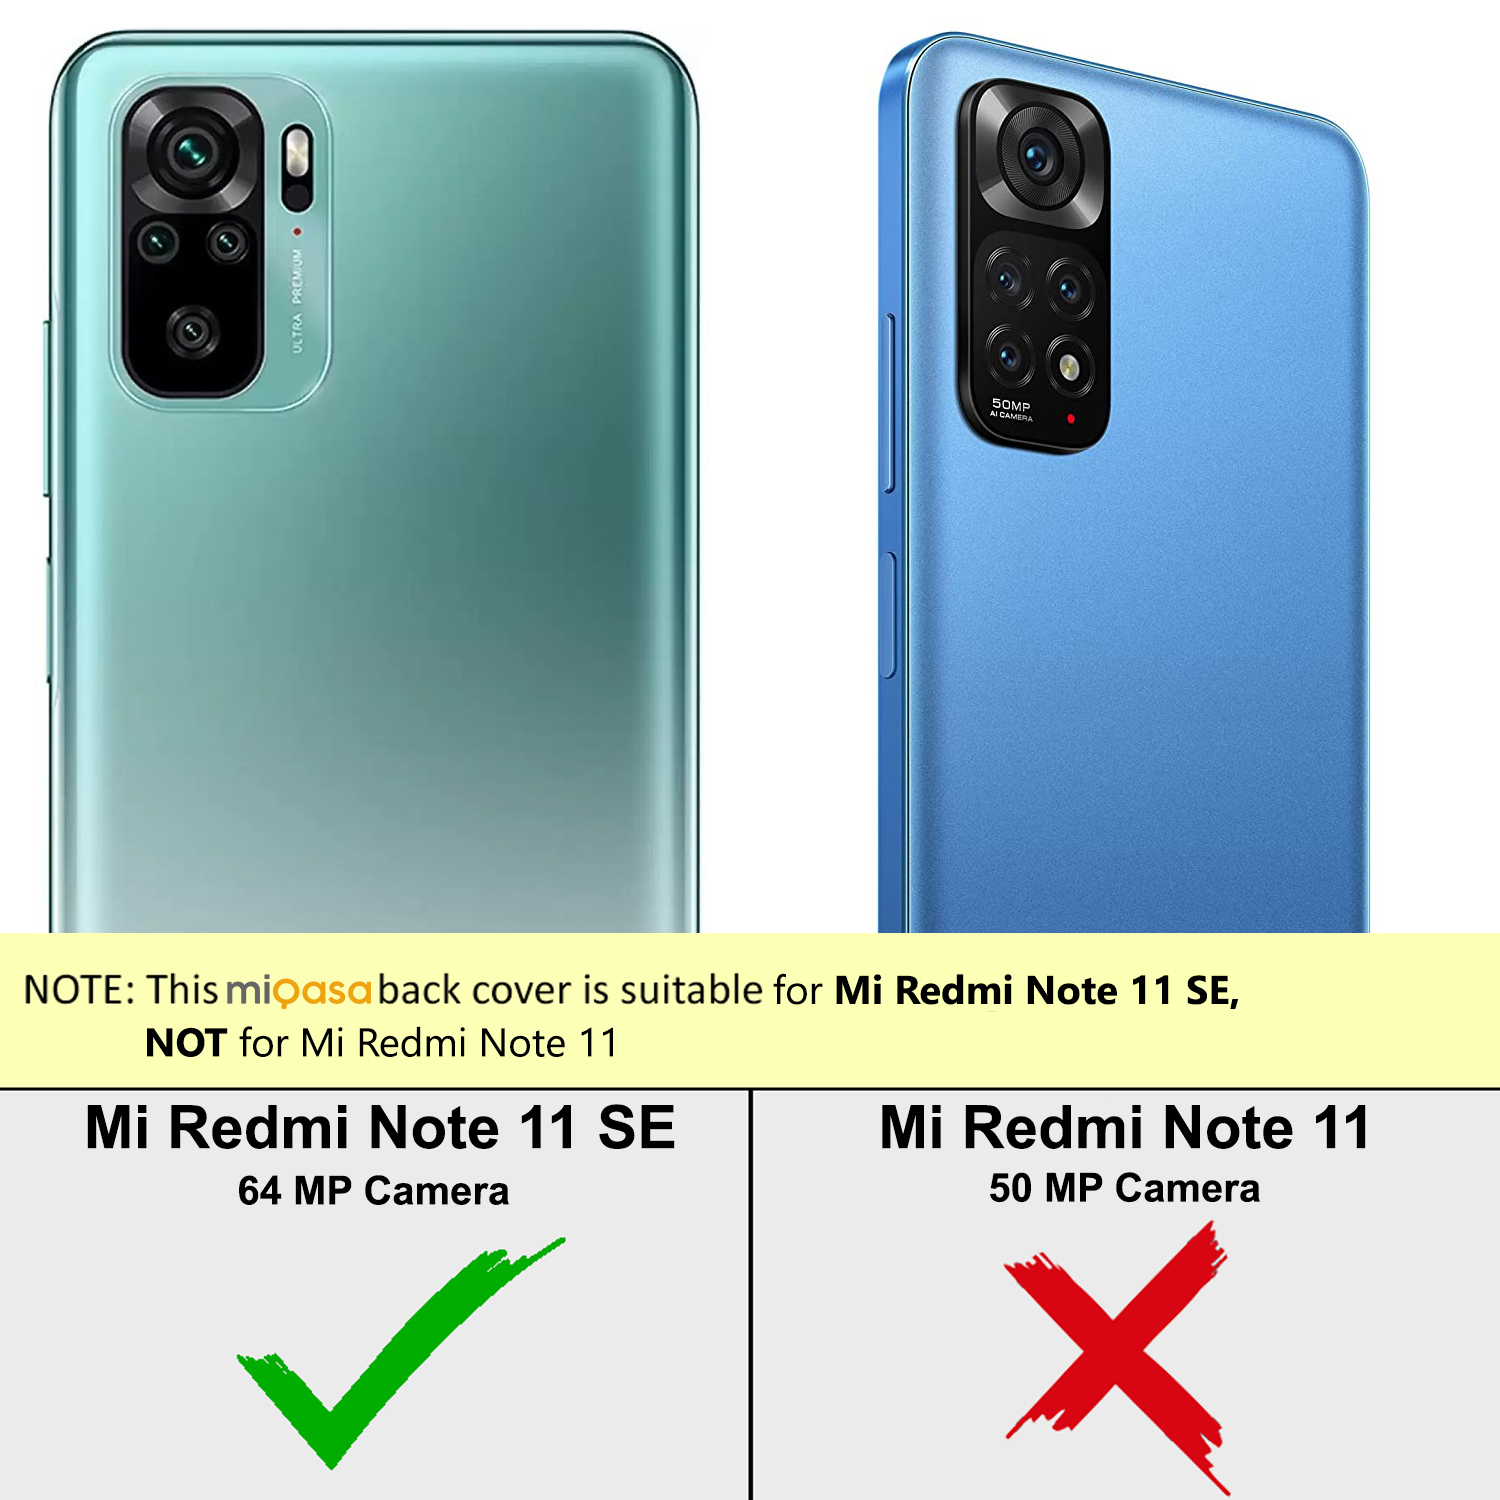 ULTRA PREMIUM
50MP
AI CAMERA
NOTE: This miqasa back cover is suitable for Mi Redmi Note 11 SE,
NOT for Mi Redmi Note 11
Mi Redmi Note 11 SE
64 MP Camera
Mi Redmi Note 11
50 MP Camera